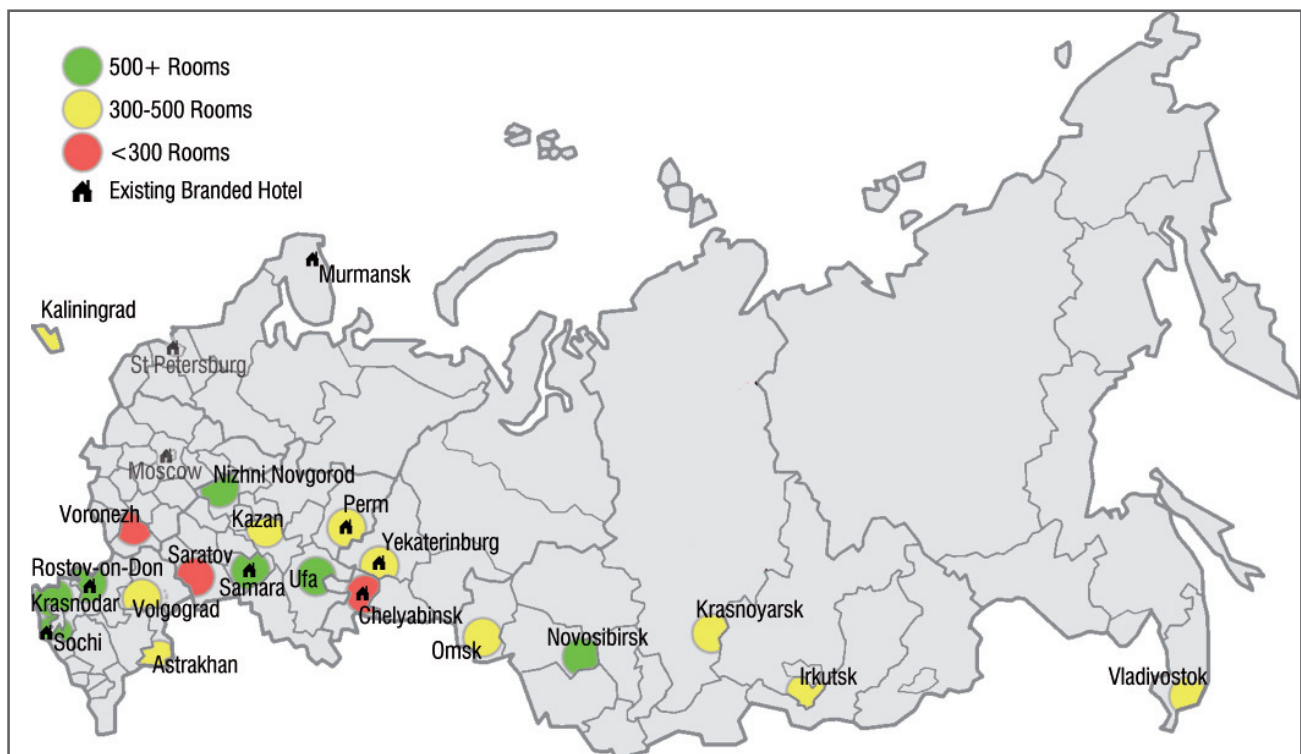 500+ Rooms
300-500 Rooms
<300 Rooms
Existing Branded Hotel
Murmansk
Kaliningrad
St Petersburg
Moscow
Nizhni Novgorod
Voronezh
Kazan
Perm
Yekaterinburg
Rostov-on-Don
Saratov
Samara
Ufa
Krasnodar
Volgograd
Chelyabinsk
Sochi
Astrakhan
Omsk
Novosibirsk
Krasnoyarsk
Irkutsk
Vladivostok